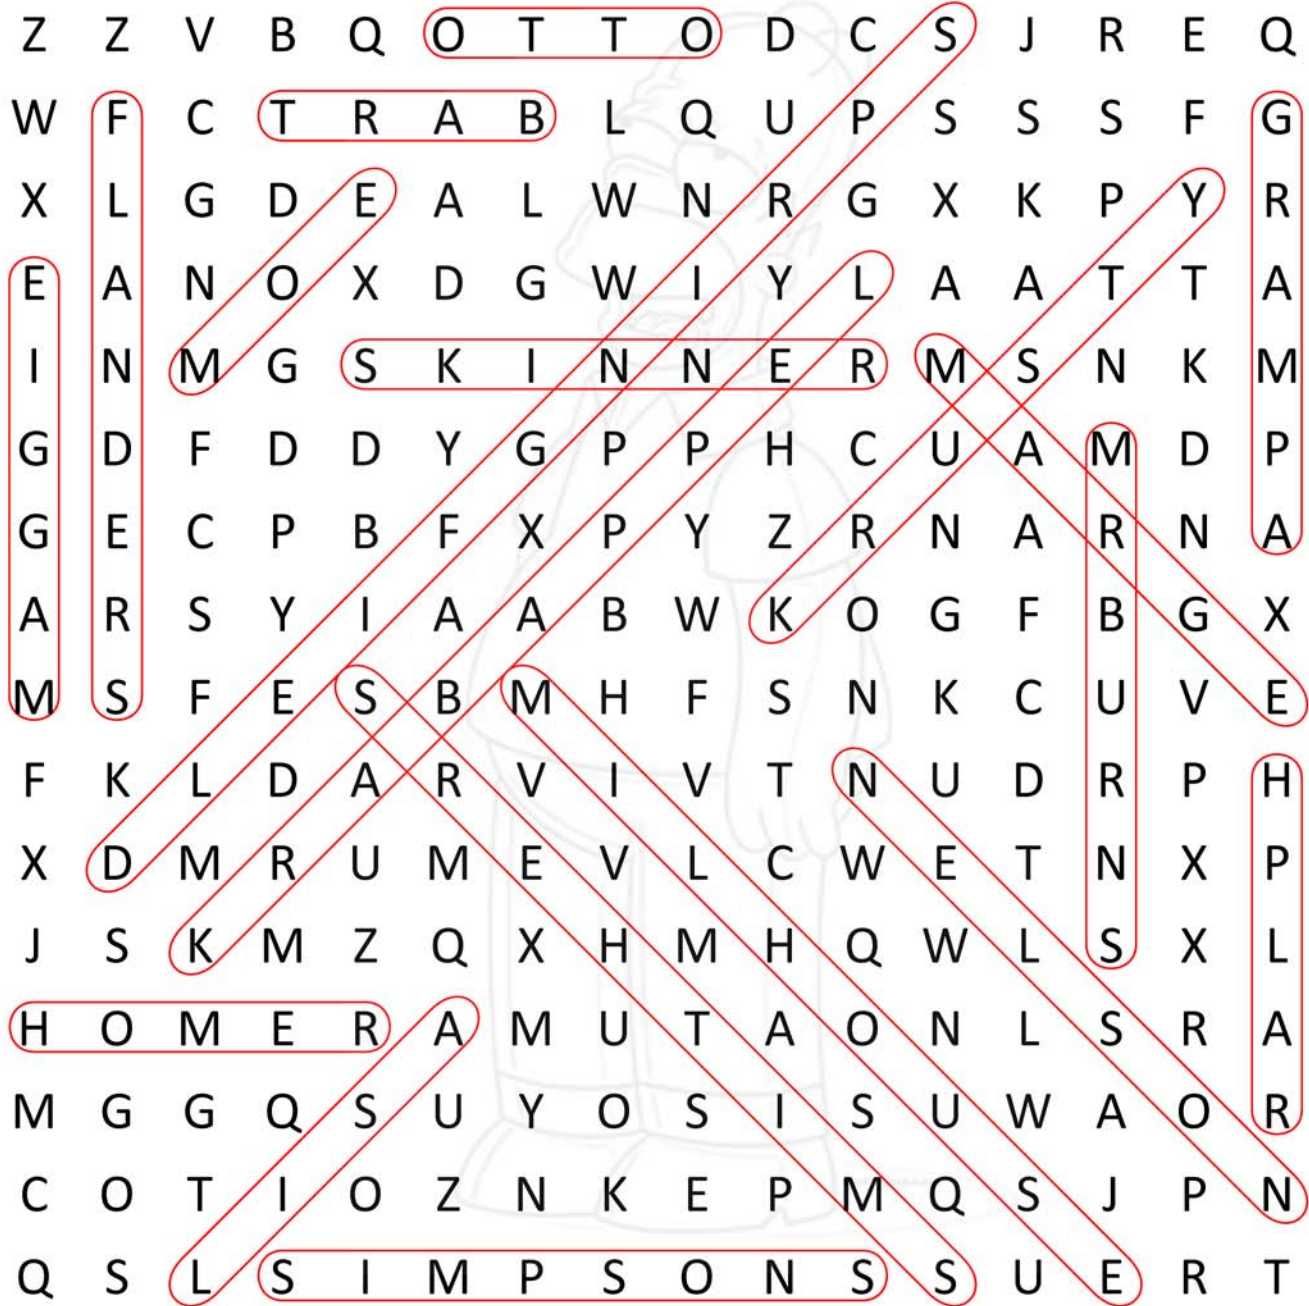 Z Z V B Q O T T O D C S J R E Q
W F C T R A B L Q U P S S S F G
X L G D E A L W N R G X K P Y R
E A N O X D G W I Y L A A T T A
I N M G S K I N N E R M S N K M
G D F D D Y G P P H C U A M D P
G E C P B F X P Y Z R N A R N A
A R S Y I A A B W K O G F B G X
M S F E S B M H F S N K C U V E
F K L D A R V I V T N U D R P H
X D M R U M E V L C W E T N X P
J S K M Z Q X H M H Q W L S X L
H O M E R A M U T A O N L S R A
M G G Q S U Y O S I S U W A O R
C O T I O Z N K E P M Q S J P N
Q S L S I M P S O N S S U E R T